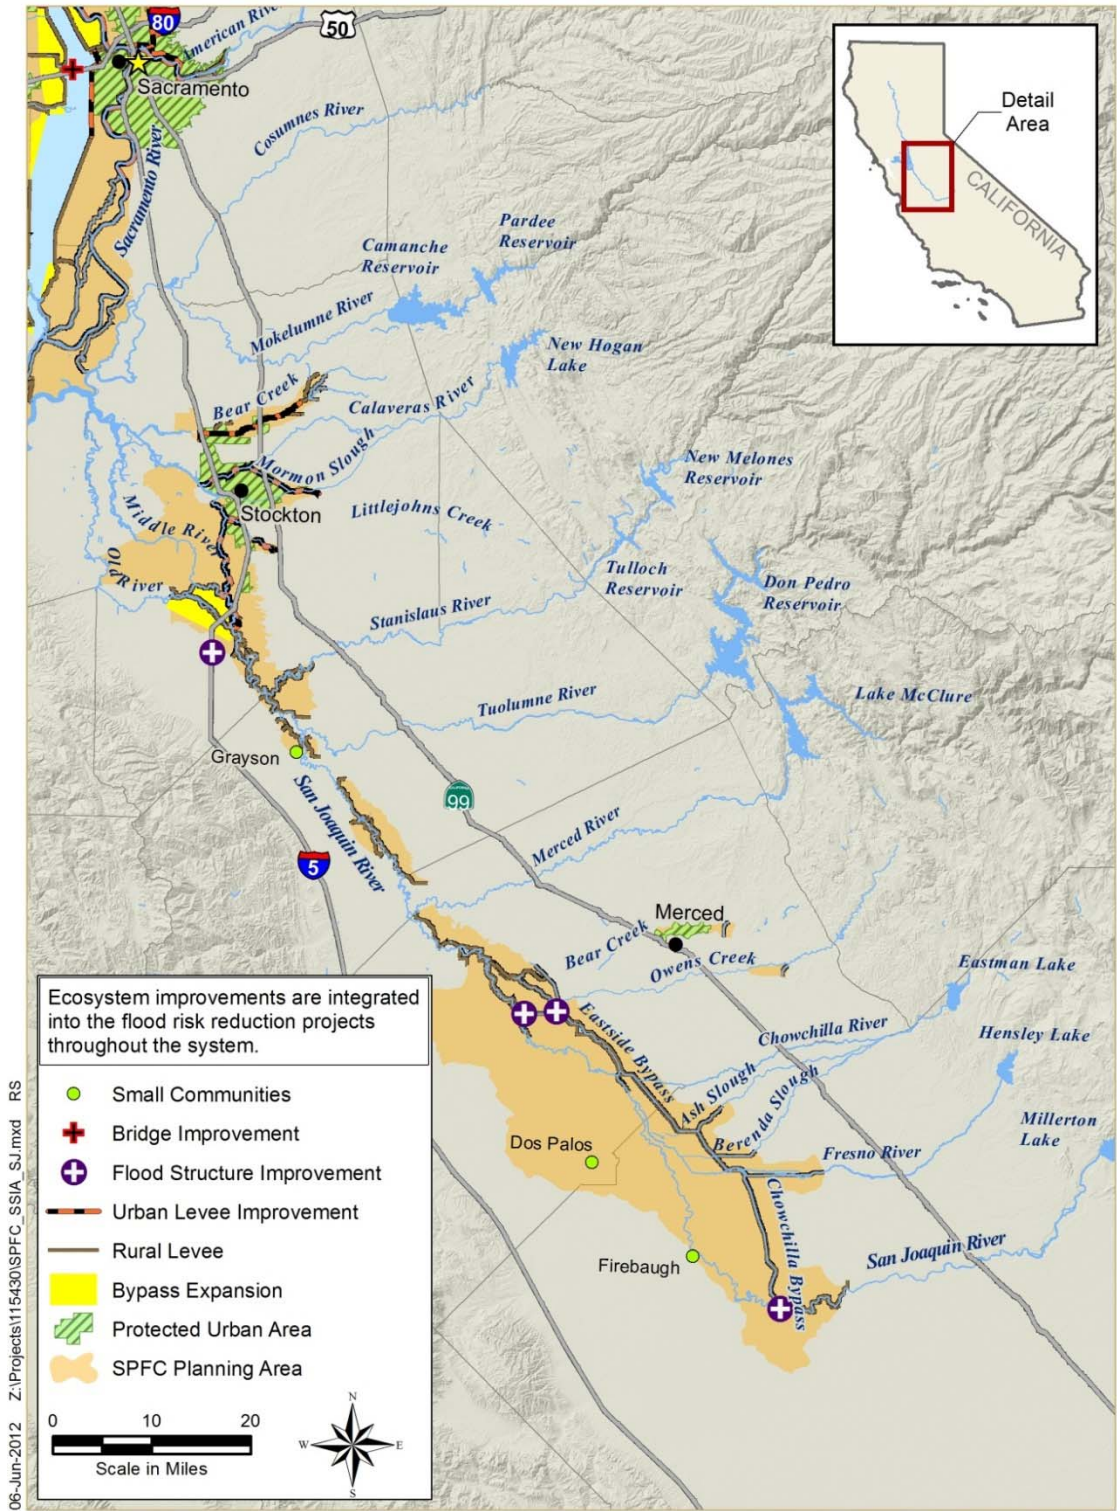 80
50
American River
Sacramento
Cosumnes River
Sacramento River
Detail
Area
CALIFORNIA
Pardee
Reservoir
Camanche
Reservoir
Mokelumne River
New Hogan
Lake
Bear Creek
Calaveras River
Mormon Slough
New Melones
Reservoir
Stockton
Littlejohns Creek
Middle River
Old River
Tulloch
Reservoir
Don Pedro
Reservoir
Stanislaus River
Tuolumne River
Lake McClure
Grayson
San Joaquin River
CALIFORNIA
99
5
Merced River
Merced
Bear Creek
Owens Creek
Eastman Lake
Eastside Bypass
Chowchilla River
Hensley Lake
Ash Slough
Berenda Slough
Millerton
Lake
Dos Palos
Fresno River
Chowchilla Bypass
San Joaquin River
Firebaugh
Ecosystem improvements are integrated
into the flood risk reduction projects
throughout the system.
Small Communities
Bridge Improvement
Flood Structure Improvement
Urban Levee Improvement
Rural Levee
Bypass Expansion
Protected Urban Area
SPFC Planning Area
0 10 20
Scale in Miles
N
W E
S
06-Jun-2012 Z:\Projects\115430\SPFC_SSIA_SJ.mxd RS